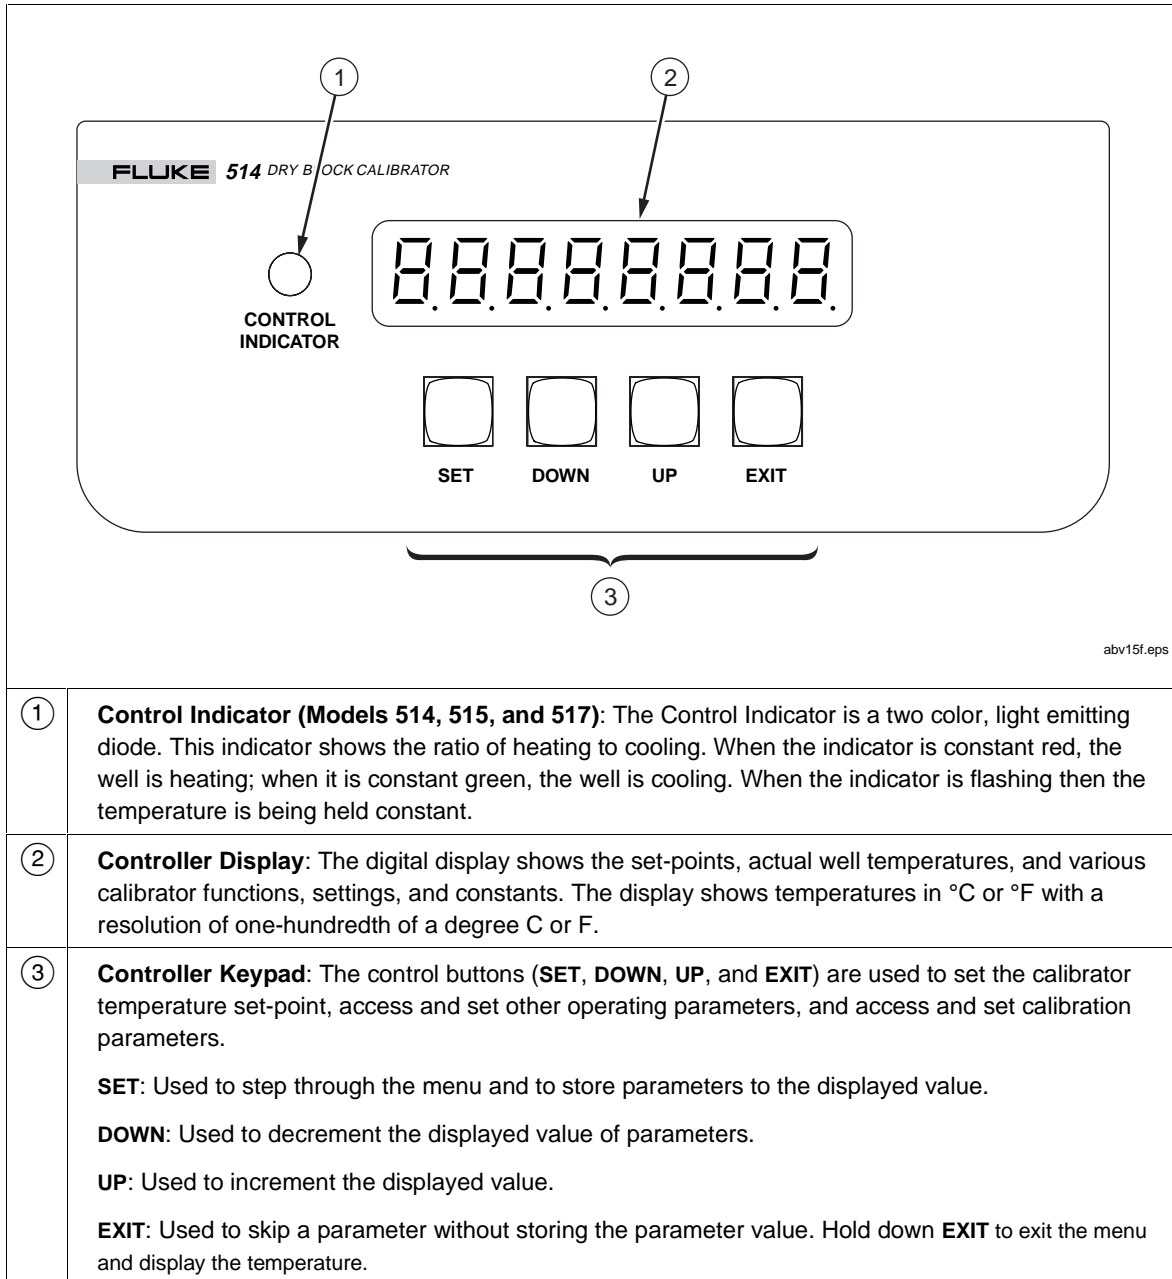 1
2
FLUKE 514 DRY B OCK CALIBRATOR
8.8.8.8.8.8.8.8.
CONTROL
INDICATOR
SET DOWN UP EXIT
3
abv15f.eps
1 Control Indicator (Models 514, 515, and 517): The Control Indicator is a two color, light emitting
diode. This indicator shows the ratio of heating to cooling. When the indicator is constant red, the
well is heating; when it is constant green, the well is cooling. When the indicator is flashing then the
temperature is being held constant.
2 Controller Display: The digital display shows the set-points, actual well temperatures, and various
calibrator functions, settings, and constants. The display shows temperatures in °C or °F with a
resolution of one-hundredth of a degree C or F.
3 Controller Keypad: The control buttons (SET, DOWN, UP, and EXIT) are used to set the calibrator
temperature set-point, access and set other operating parameters, and access and set calibration
parameters.
SET: Used to step through the menu and to store parameters to the displayed value.
DOWN: Used to decrement the displayed value of parameters.
UP: Used to increment the displayed value.
EXIT: Used to skip a parameter without storing the parameter value. Hold down EXIT to exit the menu
and display the temperature.